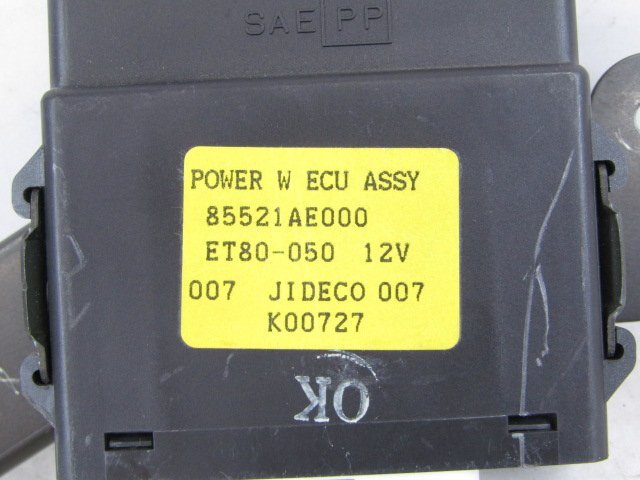 SAE PP
POWER W ECU ASSY
85521AE000
ET80-050 12V
007 JIDECO 007
K00727
OK